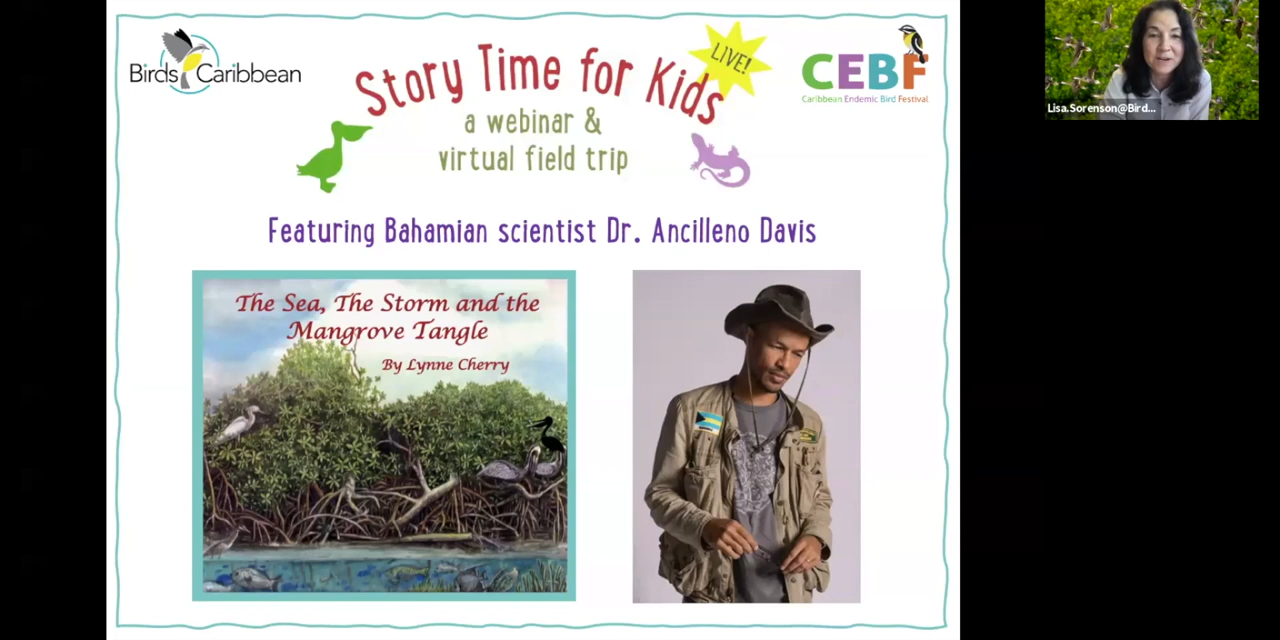 BirdsCaribbean
Story Time for Kids
LIVE!
a webinar &
virtual field trip
CEBF
Caribbean Endemic Bird Festival
Featuring Bahamian scientist Dr. Ancilleno Davis
The Sea, The Storm and the
Mangrove Tangle
By Lynne Cherry
Lisa.Sorenson@Bird...